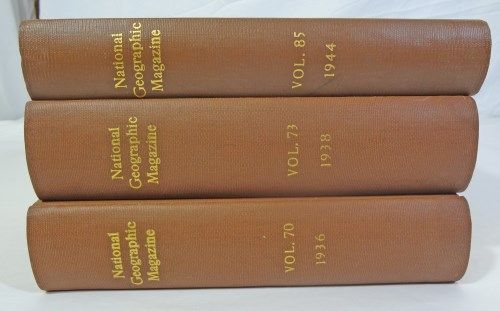 National
Geographic
Magazine
VOL. 85
1944
National
Geographic
Magazine
VOL. 73
1938
National
Geographic
Magazine
VOL. 70
1936